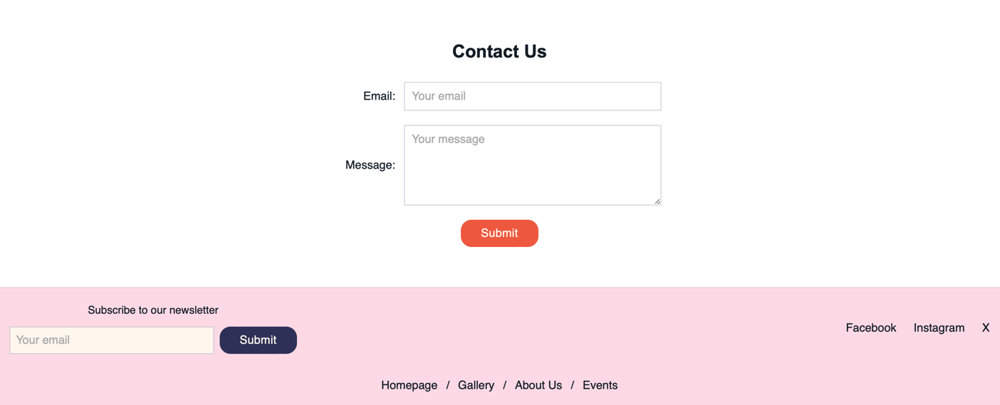 Contact Us
Email: Your email
Message: Your message
Submit
Subscribe to our newsletter
Your email Submit
Facebook Instagram X
Homepage / Gallery / About Us / Events